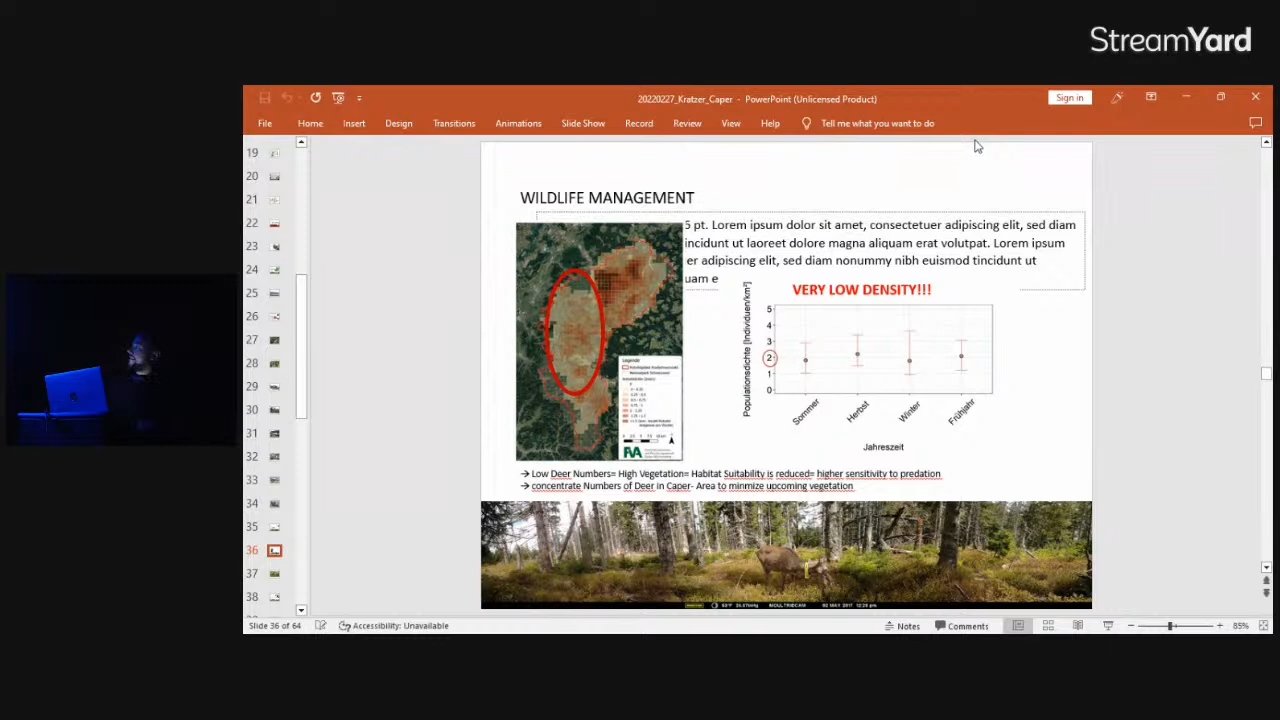 StreamYard
20220227_Kratzer_Caper - PowerPoint (Unlicensed Product)
Sign in
File Home Insert Design Transitions Animations Slide Show Record Review View Help Tell me what you want to do
19
20
21
22
23
24
25
26
27
28
29
30
31
32
33
34
35
36
37
38
WILDLIFE MANAGEMENT
5 pt. Lorem ipsum dolor sit amet, consectetuer adipiscing elit, sed diam
incidunt ut laoreet dolore magna aliquam erat volutpat. Lorem ipsum
er adipiscing elit, sed diam nonummy nibh euismod tincidunt ut
uam e
VERY LOW DENSITY!!!
Populationsdichte [Individuen/km²]
5
4
3
2
1
0
Sommer
Herbst
Winter
Frühjahr
Jahreszeit
Legende
FVA
→ Low Deer Numbers= High Vegetation= Habitat Suitability is reduced= higher sensitivity to predation
→ concentrate Numbers of Deer in Caper- Area to minimize upcoming vegetation
MOULTRIECAM
Slide 36 of 64 Accessibility: Unavailable Notes Comments 85%